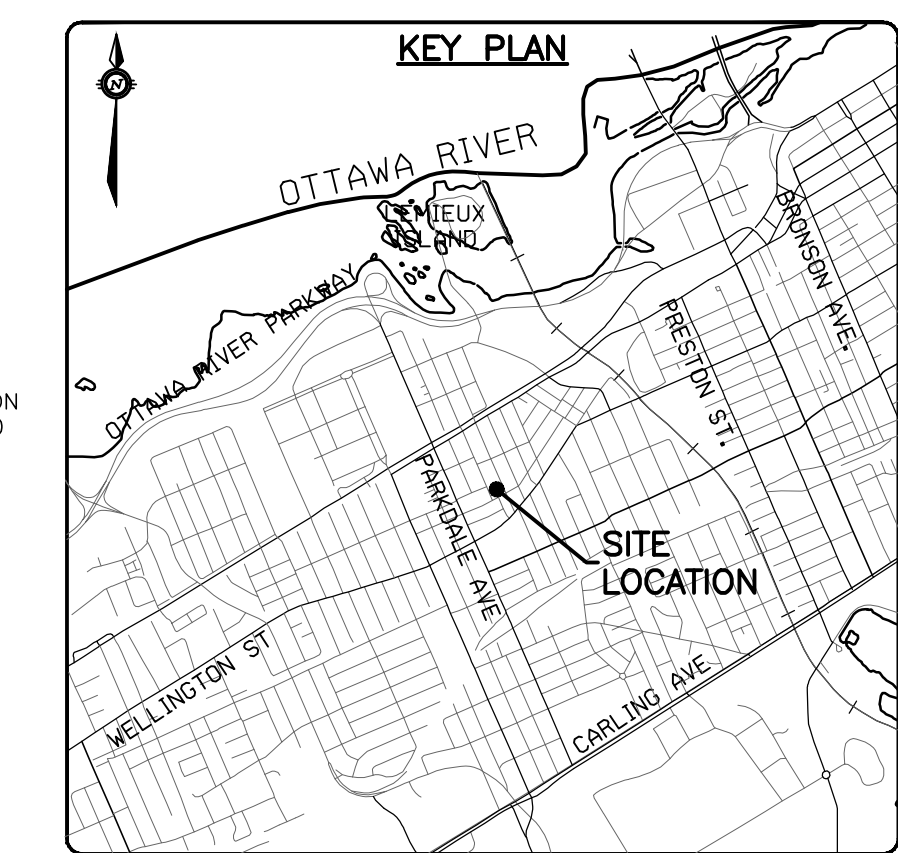 KEY PLAN
N
OTTAWA RIVER
LEMIEUX
ISLAND
OTTAWA RIVER PARKWAY
BRONSON AVE.
PRESTON ST.
ON
PARKDALE AVE
SITE
LOCATION
WELLINGTON ST
CARLING AVE